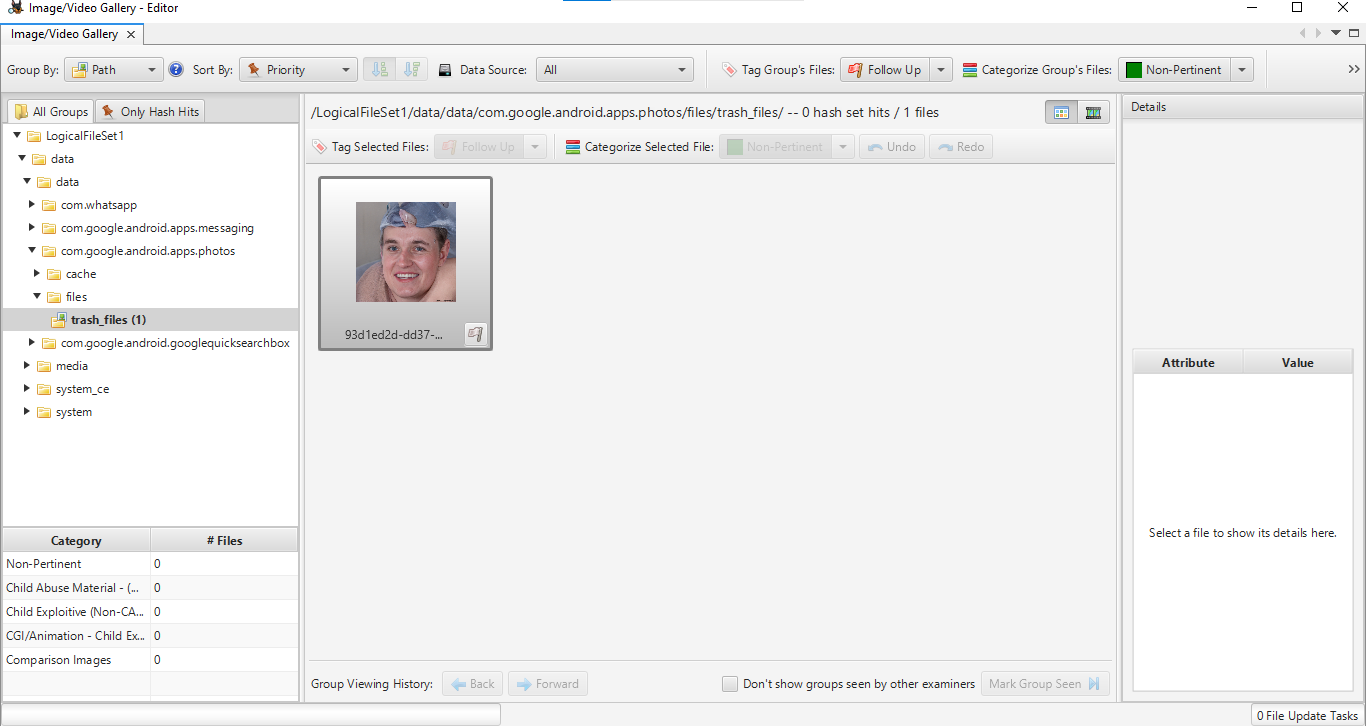 Image/Video Gallery - Editor
Image/Video Gallery
Group By: Path Sort By: Priority Data Source: All Tag Group's Files: Follow Up Categorize Group's Files: Non-Pertinent
All Groups Only Hash Hits
/LogicalFileSet1/data/data/com.google.android.apps.photos/files/trash_files/ -- 0 hash set hits / 1 files
Details
Tag Selected Files: Follow Up Categorize Selected File: Non-Pertinent Undo Redo
LogicalFileSet1
data
data
com.whatsapp
com.google.android.apps.messaging
com.google.android.apps.photos
cache
files
trash_files (1)
com.google.android.googlequicksearchbox
media
system_ce
system
93d1ed2d-dd37-...
Attribute Value
Select a file to show its details here.
Category # Files
Non-Pertinent 0
Child Abuse Material - (... 0
Child Exploitive (Non-CA... 0
CGI/Animation - Child Ex... 0
Comparison Images 0
Group Viewing History: Back Forward Don't show groups seen by other examiners Mark Group Seen
0 File Update Tasks